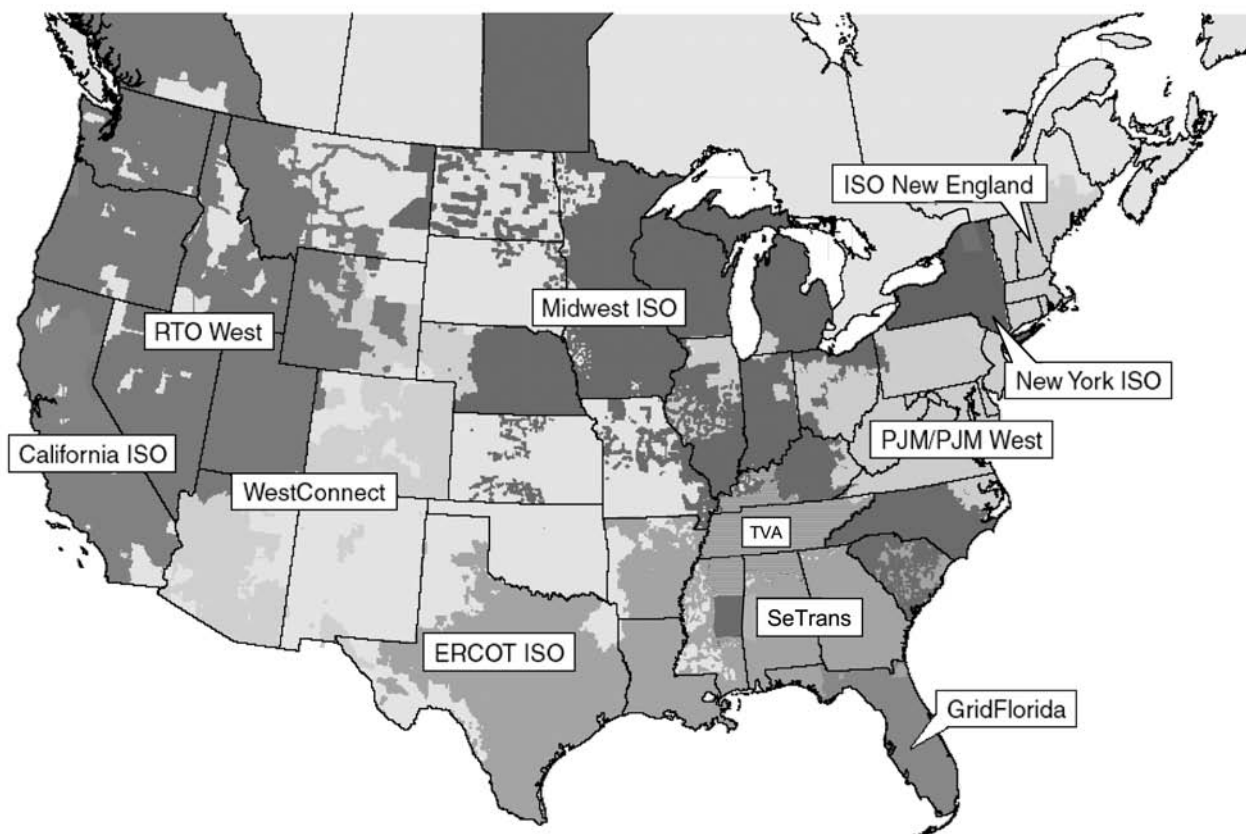 ISO New England
Midwest ISO
RTO West
New York ISO
PJM/PJM West
California ISO
WestConnect
TVA
SeTrans
ERCOT ISO
GridFlorida